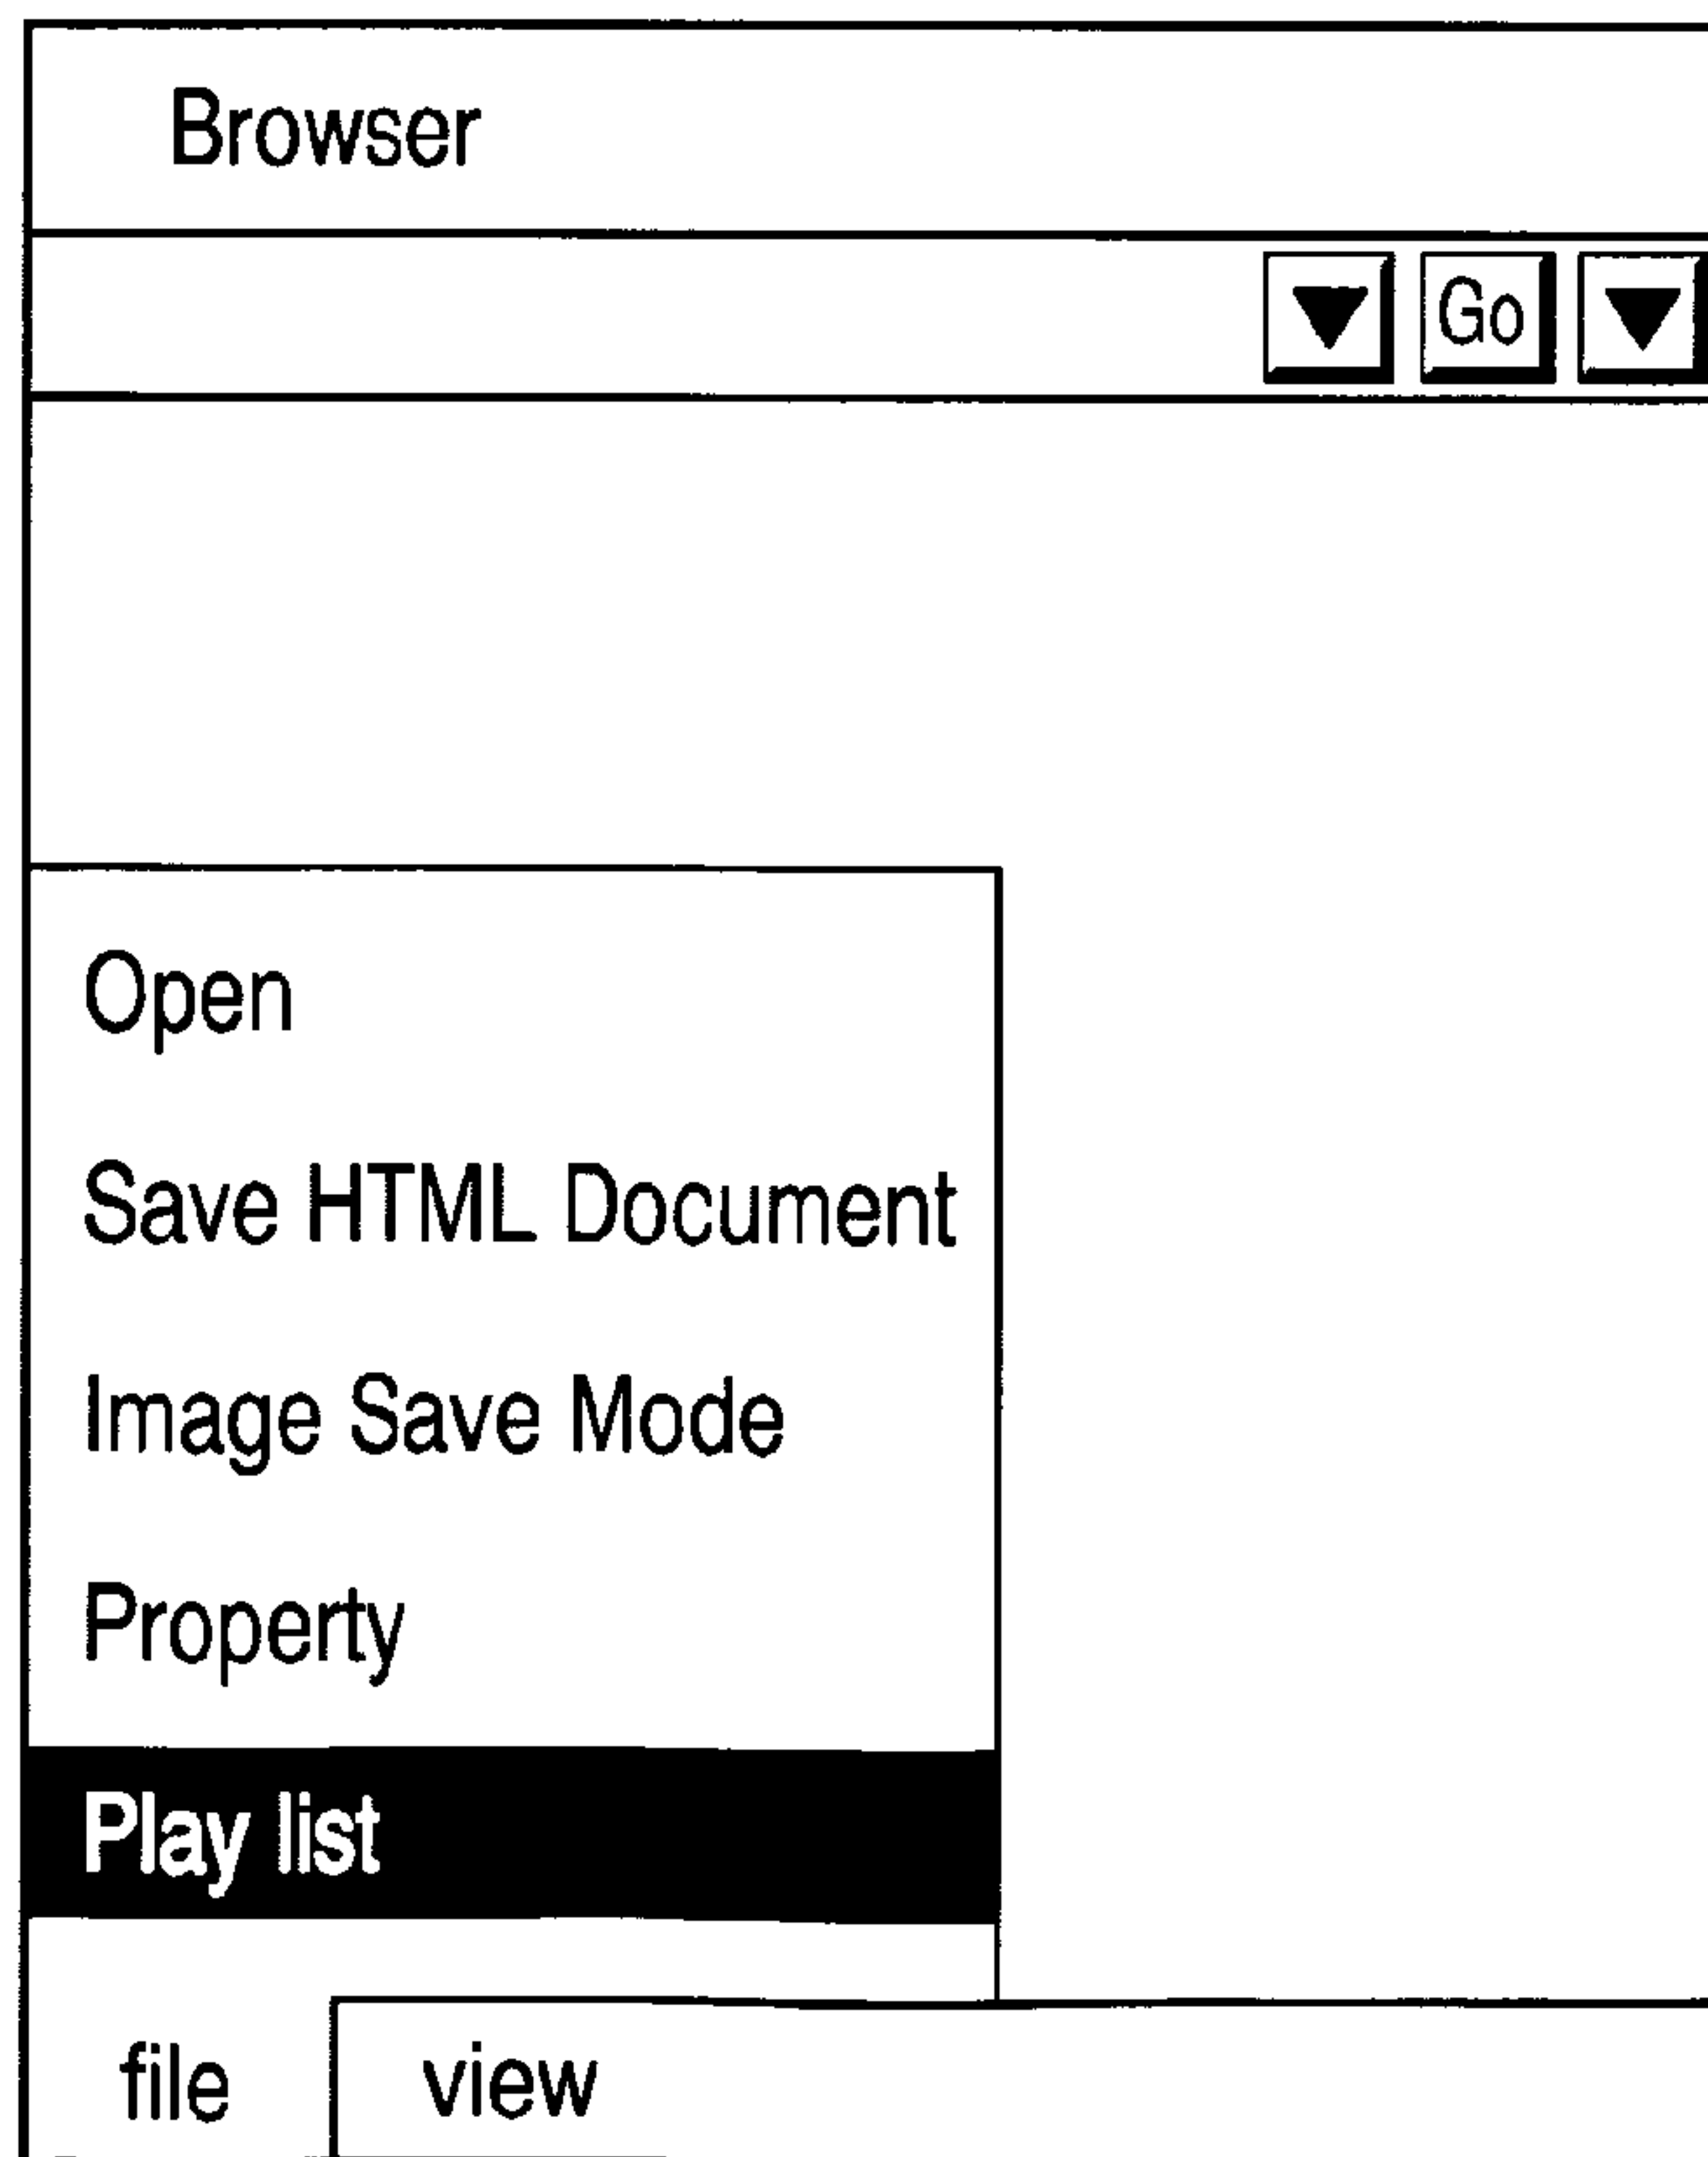 Browser
Go
Open
Save HTML Document
Image Save Mode
Property
Play list
file view